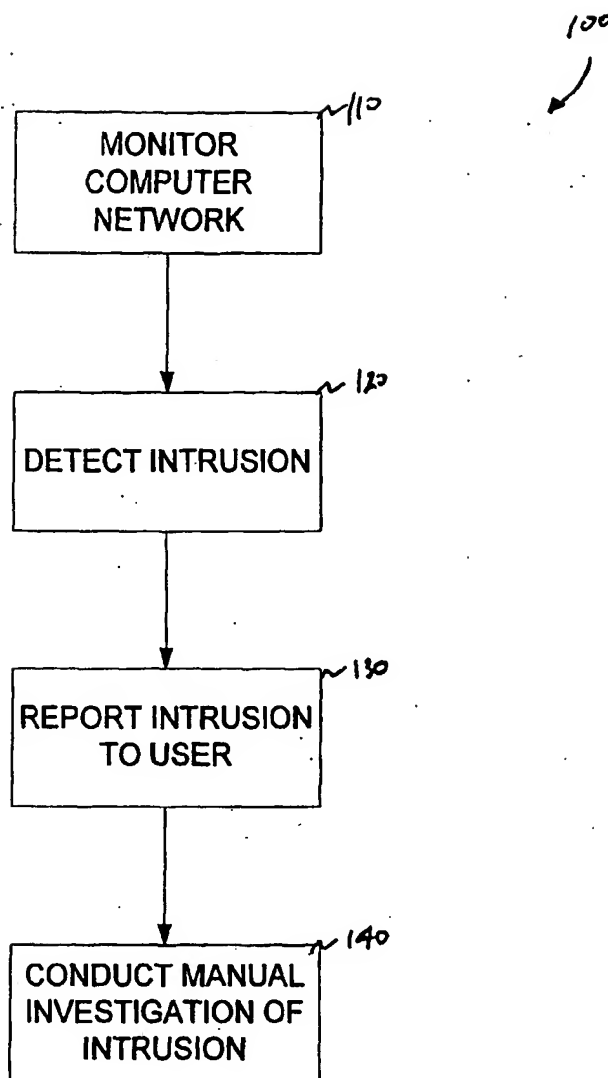 100
110
MONITOR
COMPUTER
NETWORK
120
DETECT INTRUSION
130
REPORT INTRUSION
TO USER
140
CONDUCT MANUAL
INVESTIGATION OF
INTRUSION